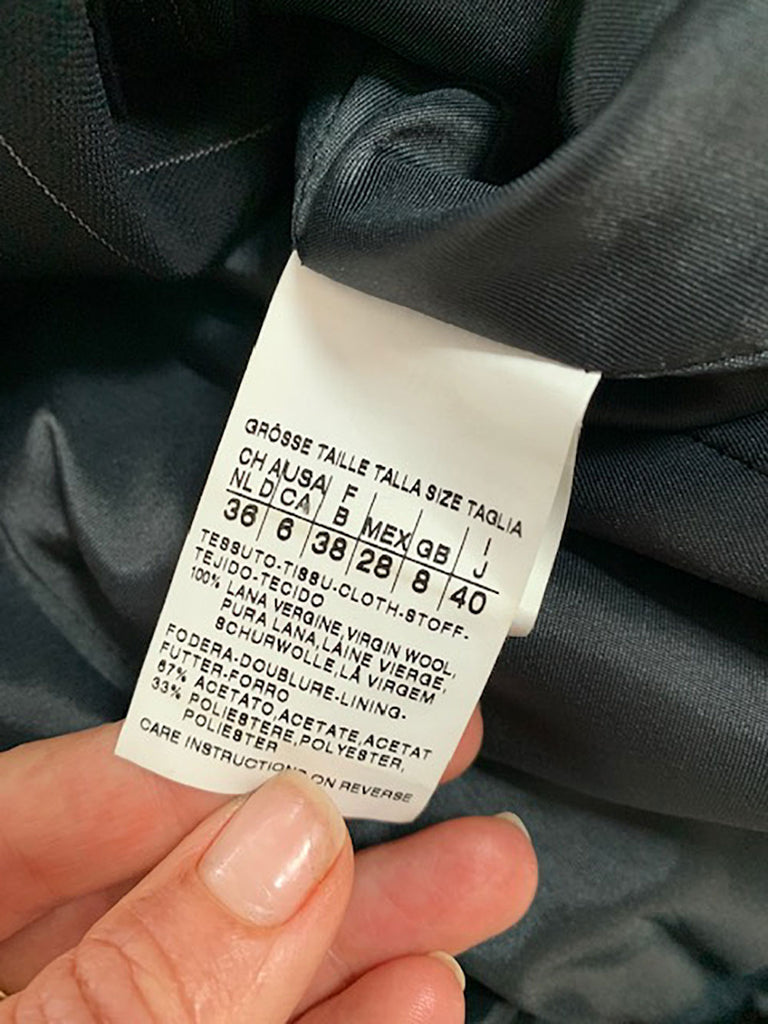 GRÖSSE TAILLE TALLA SIZE TAGLIA
CH A USA F MEX GB I
NL D CA B J
36 6 38 28 8 40
TESSUTO-TISSU-CLOTH-STOFF-
TEJIDO-TECIDO
100% LANA VERGINE, VIRGIN WOOL,
PURA LANA, LAINE VIERGE,
SCHURWOLLE, LÀ VIRGEM
FODERA-DOUBLURE-LINING-
FUTTER-FORRO
67% ACETATO, ACETATE, ACETAT
33% POLIESTERE, POLYESTER,
POLIESTER
CARE INSTRUCTIONS ON REVERSE